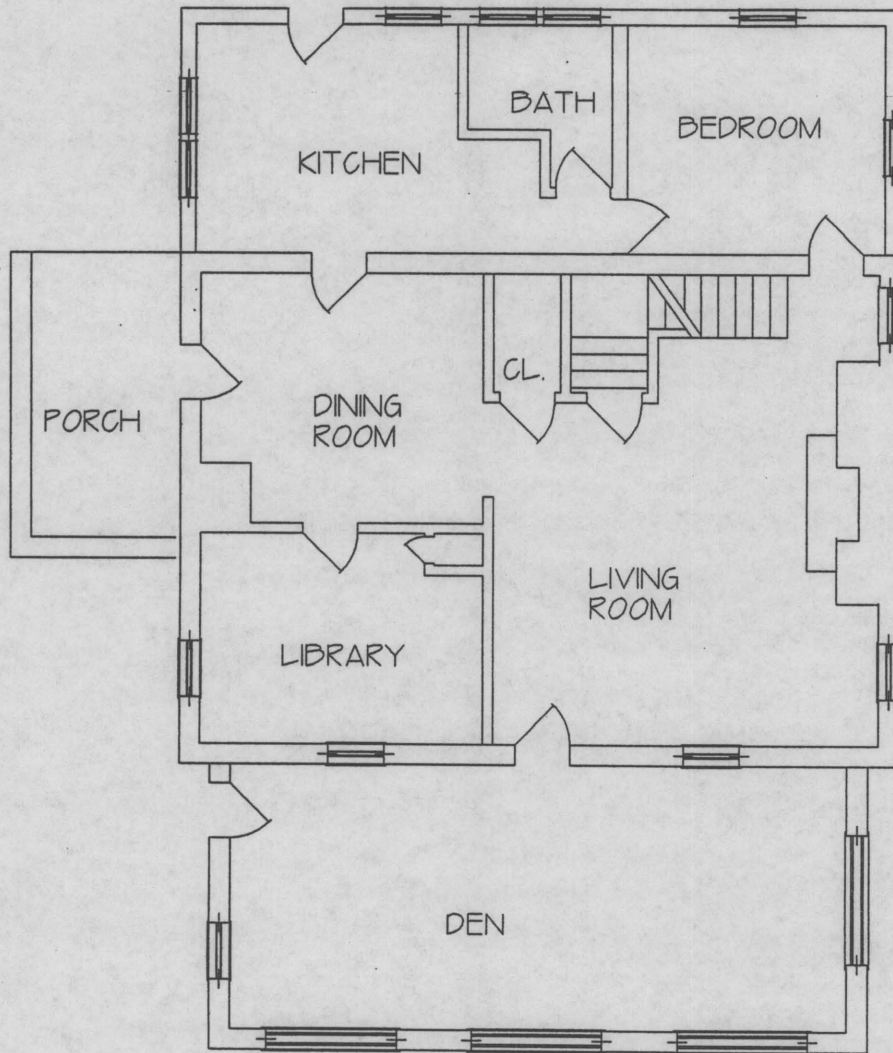 BATH
BEDROOM
KITCHEN
CL.
DINING
ROOM
PORCH
LIVING
ROOM
LIBRARY
DEN